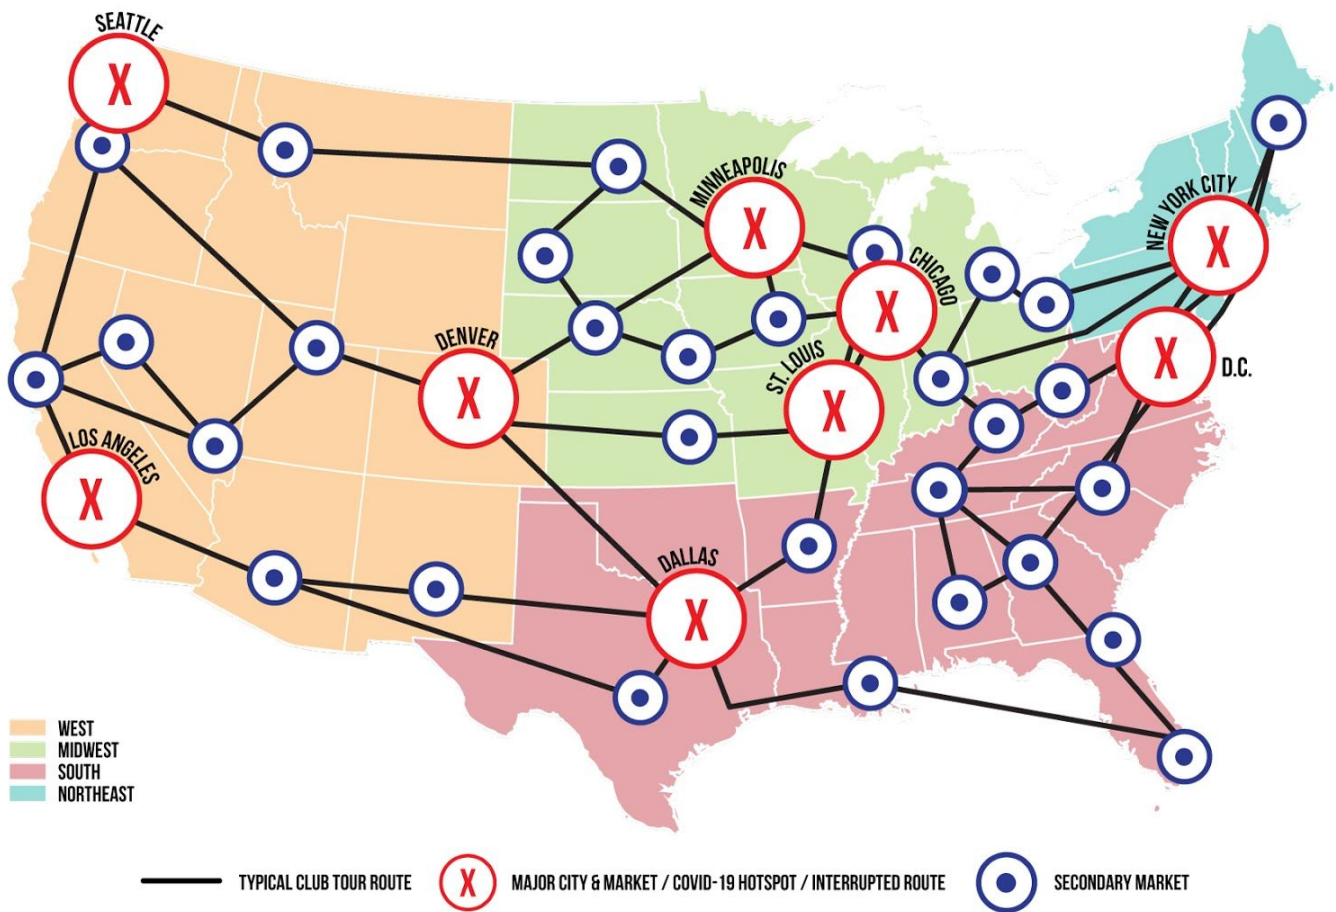 SEATTLE
X
MINNEAPOLIS
X
NEW YORK CITY
X
CHICAGO
X
DENVER
X
ST. LOUIS
X
D.C.
X
LOS ANGELES
X
DALLAS
X
WEST
MIDWEST
SOUTH
NORTHEAST
TYPICAL CLUB TOUR ROUTE
X
MAJOR CITY & MARKET / COVID-19 HOTSPOT / INTERRUPTED ROUTE
SECONDARY MARKET